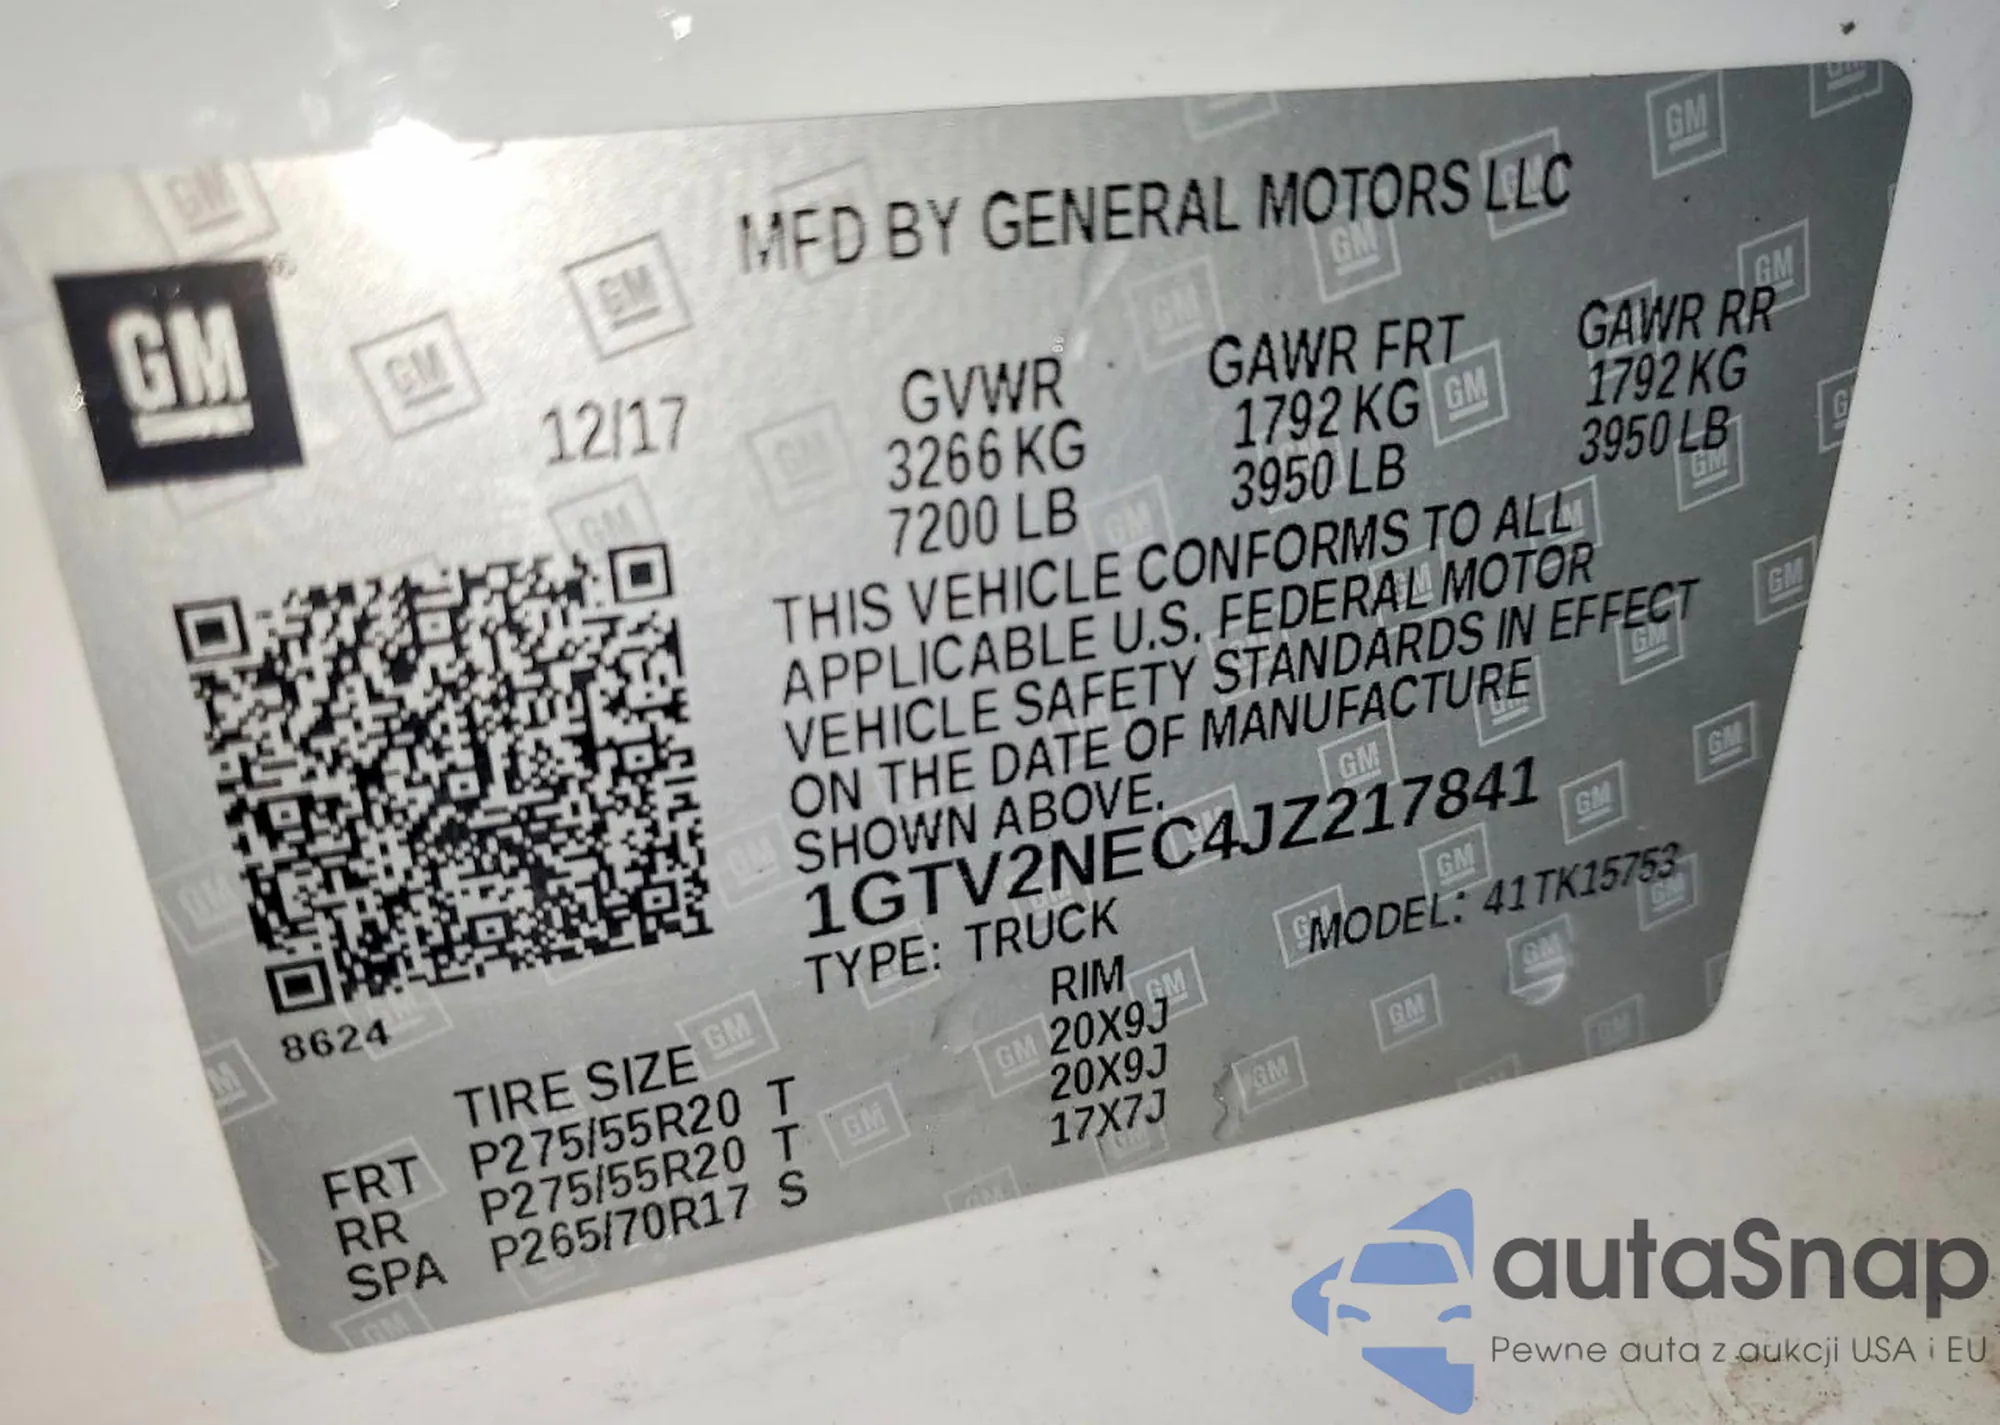 MFD BY GENERAL MOTORS LLC
GM
12/17
GVWR GAWR FRT GAWR RR
3266 KG 1792 KG 1792 KG
7200 LB 3950 LB 3950 LB
THIS VEHICLE CONFORMS TO ALL
APPLICABLE U.S. FEDERAL MOTOR
VEHICLE SAFETY STANDARDS IN EFFECT
ON THE DATE OF MANUFACTURE
SHOWN ABOVE.
1GTV2NEC4JZ217841
TYPE: TRUCK MODEL: 41TK15753
8624
TIRE SIZE RIM
FRT P275/55R20 T 20X9J
RR P275/55R20 T 20X9J
SPA P265/70R17 S 17X7J
autaSnap
Pewne auta z aukcji USA i EU